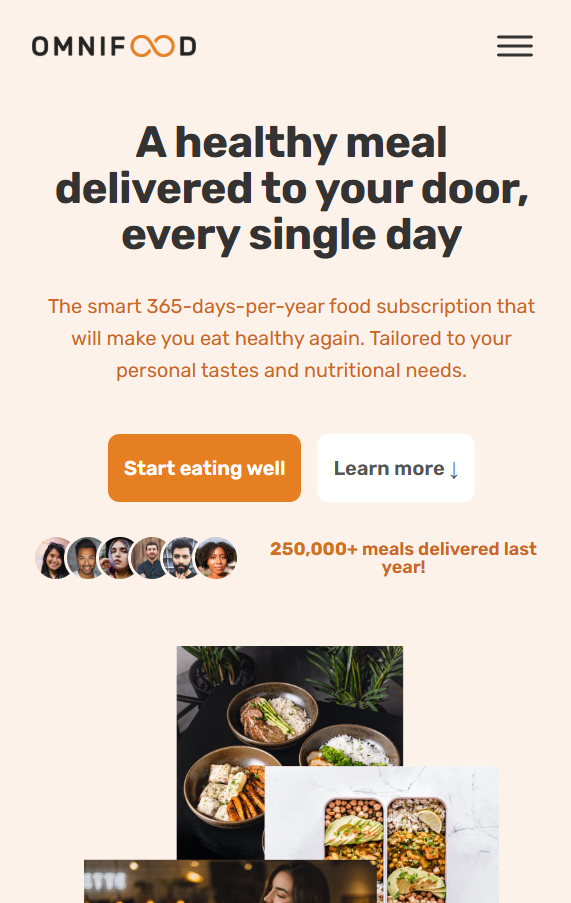 OMNIFOOD
A healthy meal
delivered to your door,
every single day
The smart 365-days-per-year food subscription that
will make you eat healthy again. Tailored to your
personal tastes and nutritional needs.
Start eating well
Learn more ↓
250,000+ meals delivered last
year!